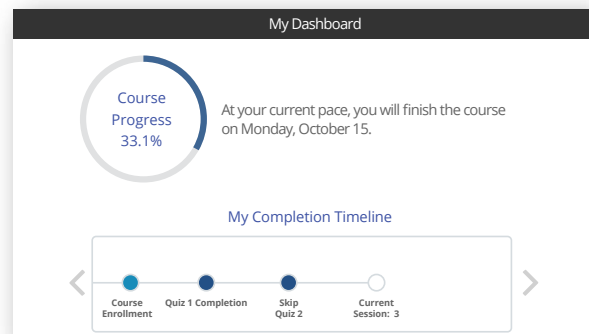 My Dashboard
Course
Progress
33.1%
At your current pace, you will finish the course
on Monday, October 15.
My Completion Timeline
Course
Enrollment
Quiz 1 Completion
Skip
Quiz 2
Current
Session: 3